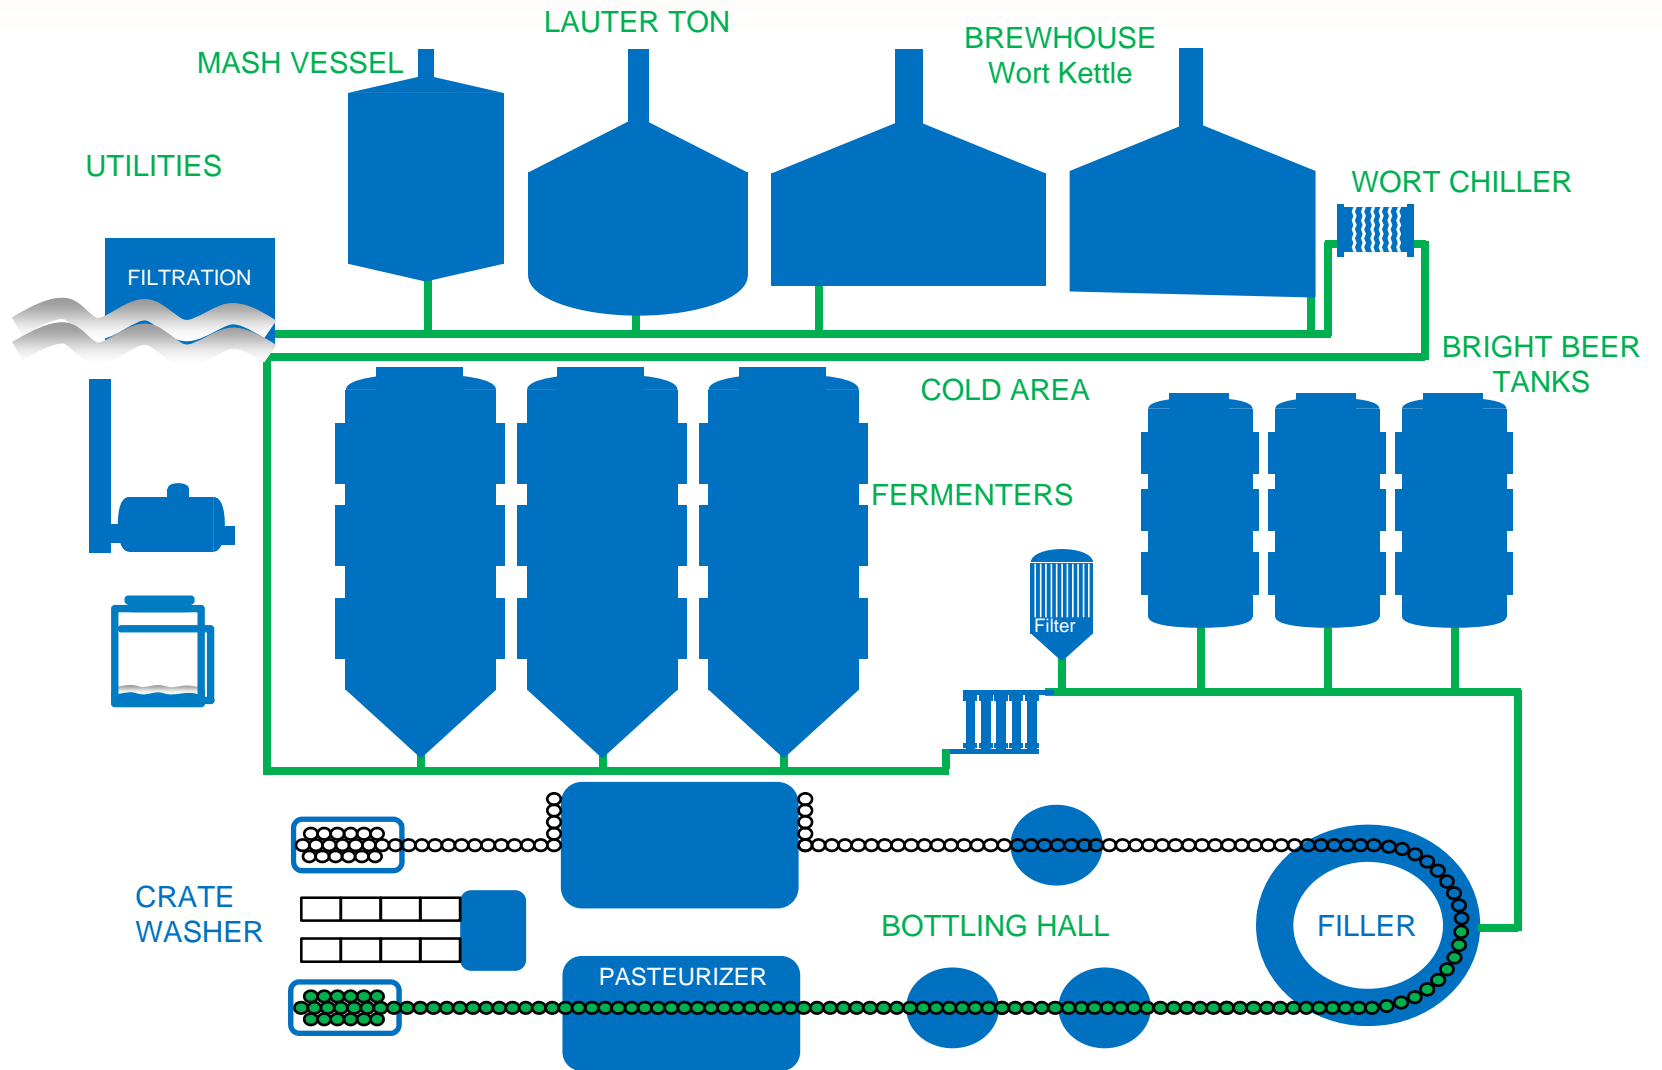 LAUTER TON
MASH VESSEL
BREWHOUSE
Wort Kettle
UTILITIES
WORT CHILLER
FILTRATION
BRIGHT BEER
TANKS
COLD AREA
FERMENTERS
Filter
CRATE
WASHER
BOTTLING HALL
FILLER
PASTEURIZER